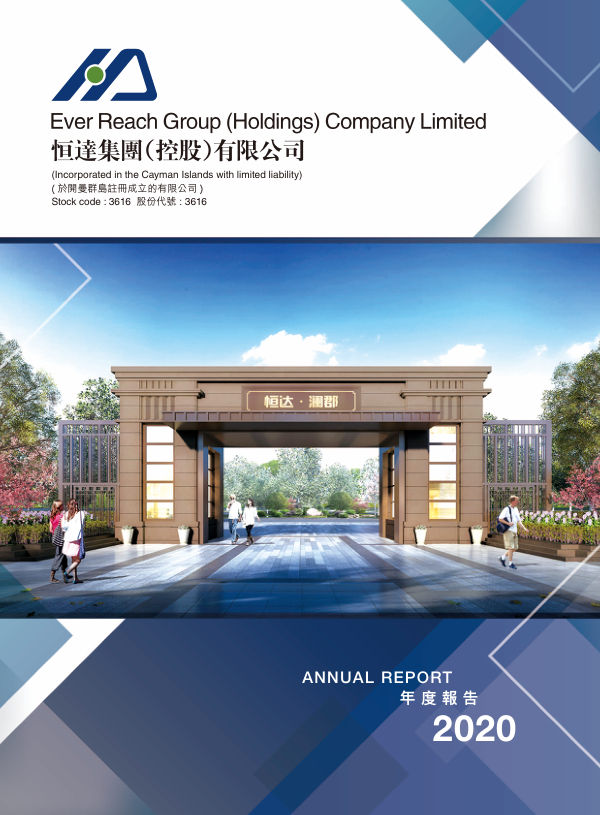 Ever Reach Group (Holdings) Company Limited
恒達集團(控股)有限公司
(Incorporated in the Cayman Islands with limited liability)
(於開曼群島註冊成立的有限公司)
Stock code : 3616 股份代號 : 3616
恒达·澜郡
ANNUAL REPORT
年度報告
2020